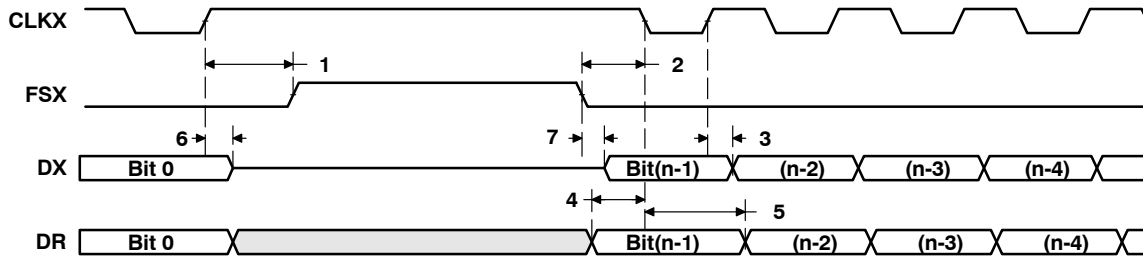 CLKX
1 2
FSX
6 7 3
DX Bit 0 Bit(n-1) (n-2) (n-3) (n-4)
4 5
DR Bit 0 Bit(n-1) (n-2) (n-3) (n-4)